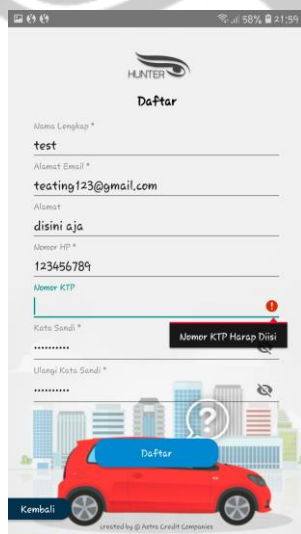 58% 21:59
HUNTER
Daftar
Nama Lengkap *
test
Alamat Email *
teating123@gmail.com
Alamat
disini aja
Nomor HP *
123456789
Nomor KTP
Nomor KTP Harap Diisi
Kata Sandi *
Ulangi Kata Sandi *
Daftar
Kembali
created by @ Astra Credit Companies